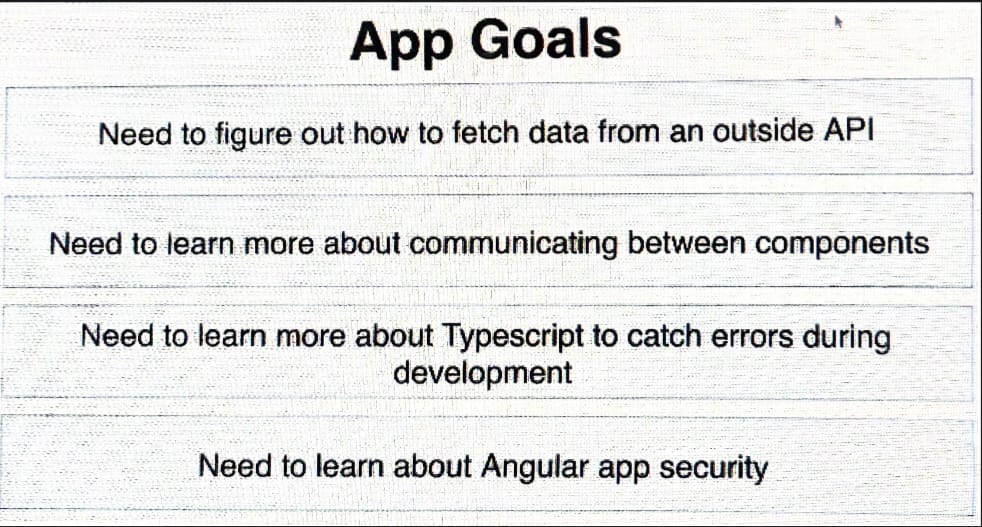 App Goals
Need to figure out how to fetch data from an outside API
Need to learn more about communicating between components
Need to learn more about Typescript to catch errors during
development
Need to learn about Angular app security